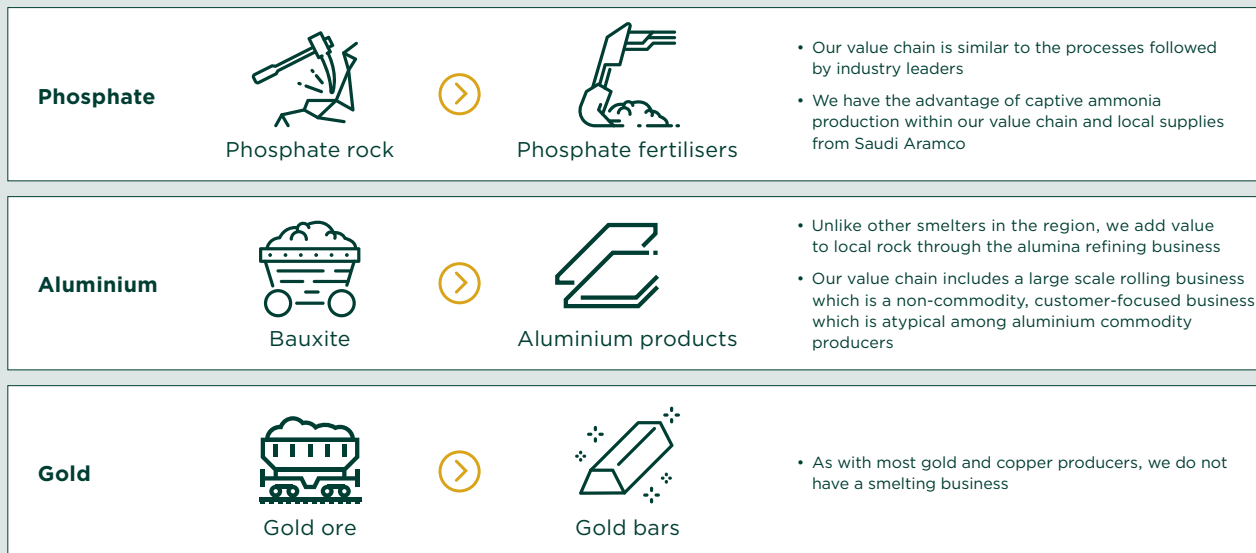 Phosphate
Phosphate rock
Phosphate fertilisers
• Our value chain is similar to the processes followed
by industry leaders
• We have the advantage of captive ammonia
production within our value chain and local supplies
from Saudi Aramco
Aluminium
Bauxite
Aluminium products
• Unlike other smelters in the region, we add value
to local rock through the alumina refining business
• Our value chain includes a large scale rolling business
which is a non-commodity, customer-focused business
which is atypical among aluminium commodity
producers
Gold
Gold ore
Gold bars
• As with most gold and copper producers, we do not
have a smelting business